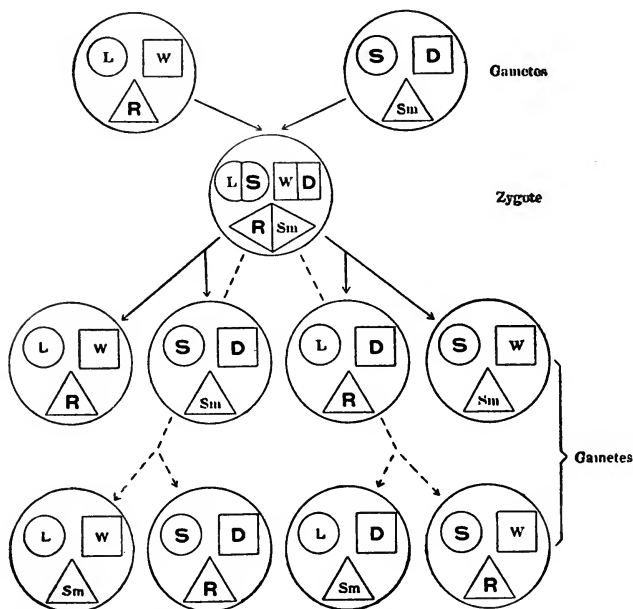 L W S D Gametes
R Sm
L S W D Zygote
R Sm
L W S D L D S W
R Sm R Sm
Gametes
L W S D L D S W
Sm R Sm R